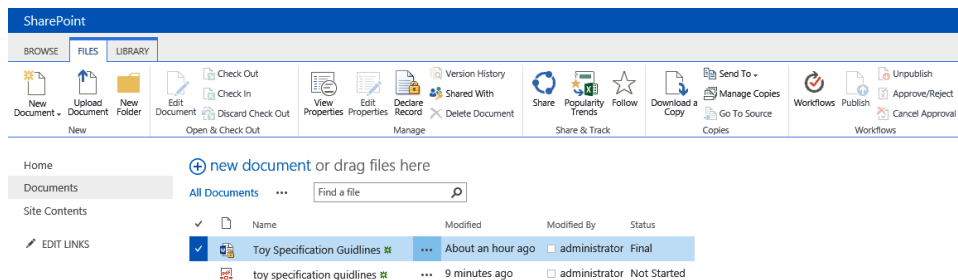 SharePoint
BROWSE FILES LIBRARY
New Document Upload Document New Folder
New
Edit Document Check Out Check In Discard Check Out
Open & Check Out
View Properties Edit Properties Declare Record Version History Shared With Delete Document
Manage
Share Popularity Trends Follow
Share & Track
Download a Copy Send To Manage Copies Go To Source
Copies
Workflows Publish Unpublish Approve/Reject Cancel Approval
Workflows
Home
Documents
Site Contents
EDIT LINKS
new document or drag files here
All Documents ... Find a file
Name Modified Modified By Status
Toy Specification Guidlines ... About an hour ago administrator Final
toy specification guidlines ... 9 minutes ago administrator Not Started